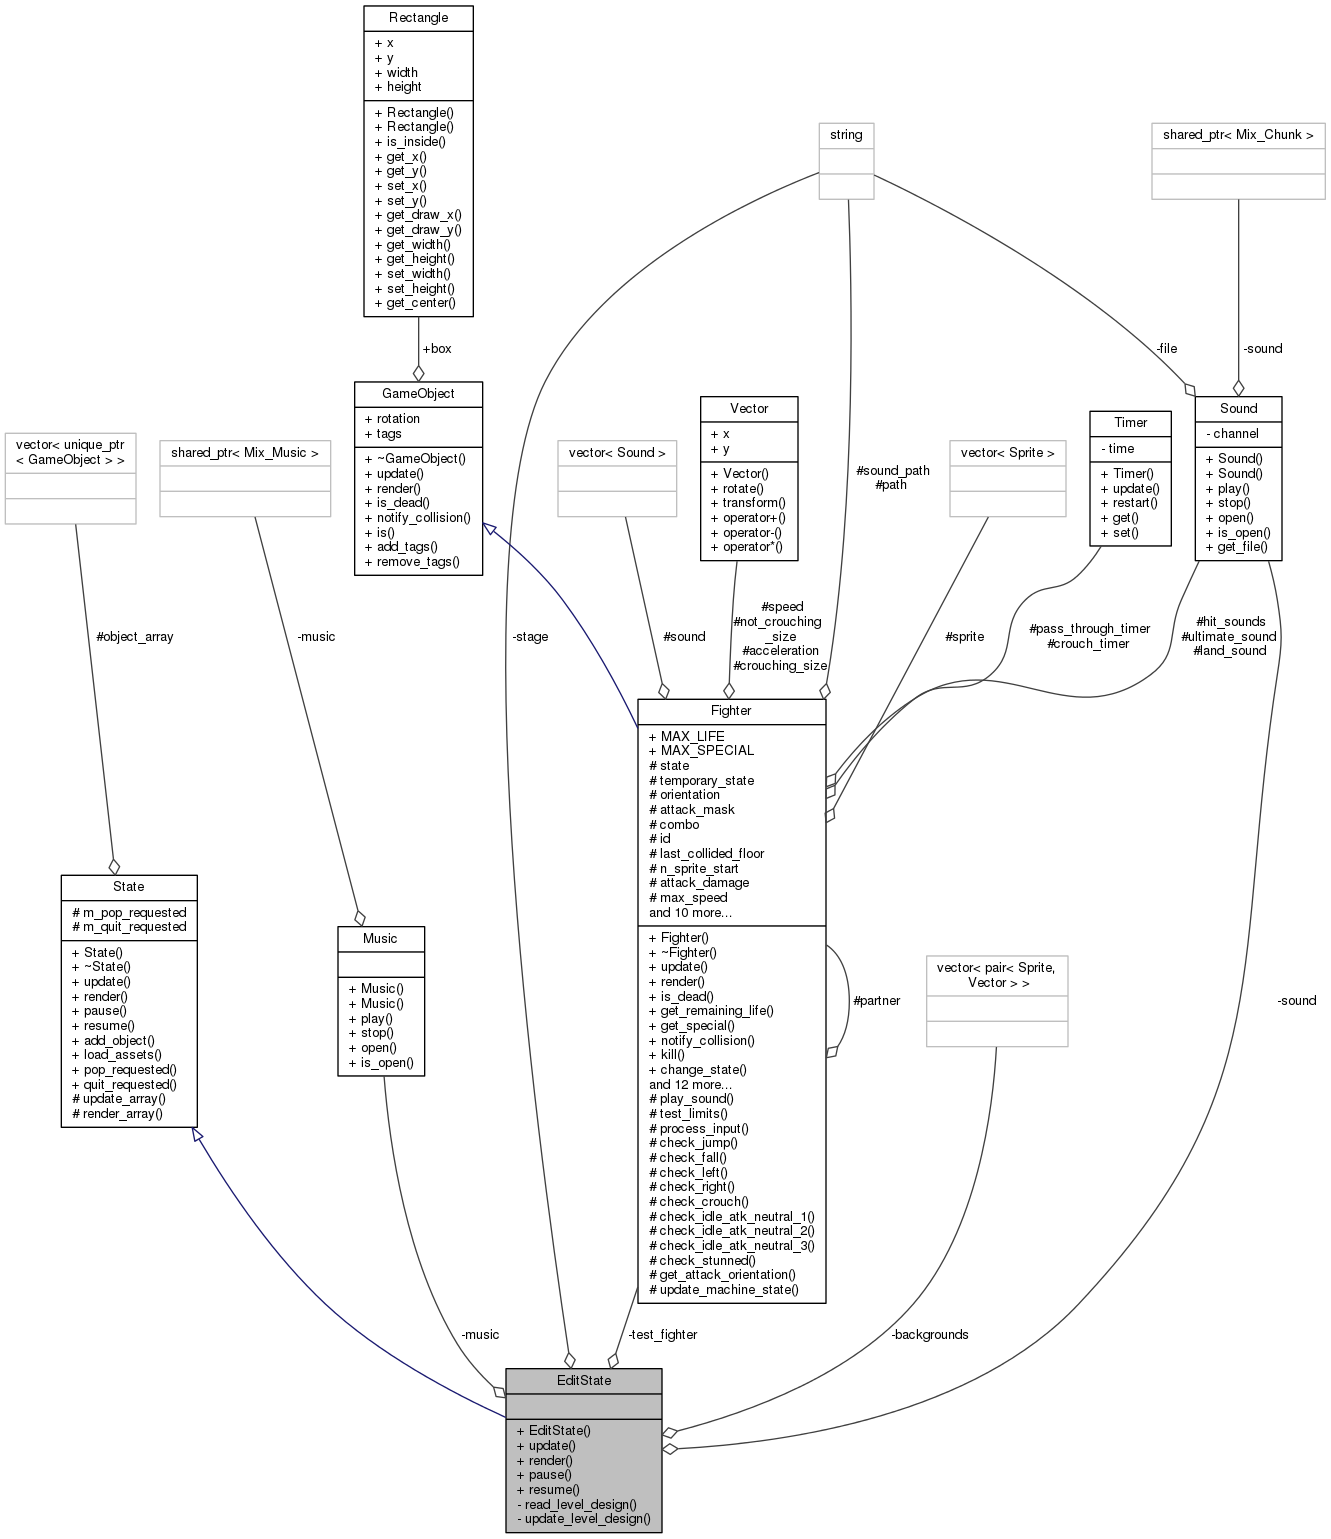 Rectangle
+ x
+ y
+ width
+ height
+ Rectangle()
+ Rectangle()
+ is_inside()
+ get_x()
+ get_y()
+ set_x()
+ set_y()
+ get_draw_x()
+ get_draw_y()
+ get_width()
+ get_height()
+ set_width()
+ set_height()
+ get_center()
string
shared_ptr< Mix_Chunk >
+box
-file
-sound
GameObject
+ rotation
+ tags
+ ~GameObject()
+ update()
+ render()
+ is_dead()
+ notify_collision()
+ is()
+ add_tags()
+ remove_tags()
vector< unique_ptr
< GameObject > >
shared_ptr< Mix_Music >
vector< Sound >
Vector
+ x
+ y
+ Vector()
+ rotate()
+ transform()
+ operator+()
+ operator-()
+ operator*()
#sound_path
#path
vector< Sprite >
Timer
- time
+ Timer()
+ update()
+ restart()
+ get()
+ set()
Sound
- channel
+ Sound()
+ Sound()
+ play()
+ stop()
+ open()
+ is_open()
+ get_file()
#object_array
-music
-stage
#sound
#speed
#not_crouching
_size
#acceleration
#crouching_size
#sprite
#pass_through_timer
#crouch_timer
#hit_sounds
#ultimate_sound
#land_sound
Fighter
+ MAX_LIFE
+ MAX_SPECIAL
# state
# temporary_state
# orientation
# attack_mask
# combo
# id
# last_collided_floor
# n_sprite_start
# attack_damage
# max_speed
and 10 more...
+ Fighter()
+ ~Fighter()
+ update()
+ render()
+ is_dead()
+ get_remaining_life()
+ get_special()
+ notify_collision()
+ kill()
+ change_state()
and 12 more...
# play_sound()
# test_limits()
# process_input()
# check_jump()
# check_fall()
# check_left()
# check_right()
# check_crouch()
# check_idle_atk_neutral_1()
# check_idle_atk_neutral_2()
# check_idle_atk_neutral_3()
# check_stunned()
# get_attack_orientation()
# update_machine_state()
State
# m_pop_requested
# m_quit_requested
+ State()
+ ~State()
+ update()
+ render()
+ pause()
+ resume()
+ add_object()
+ load_assets()
+ pop_requested()
+ quit_requested()
# update_array()
# render_array()
Music
+ Music()
+ Music()
+ play()
+ stop()
+ open()
+ is_open()
#partner
vector< pair< Sprite,
Vector > >
-sound
-music
-test_fighter
-backgrounds
EditState
+ EditState()
+ update()
+ render()
+ pause()
+ resume()
- read_level_design()
- update_level_design()